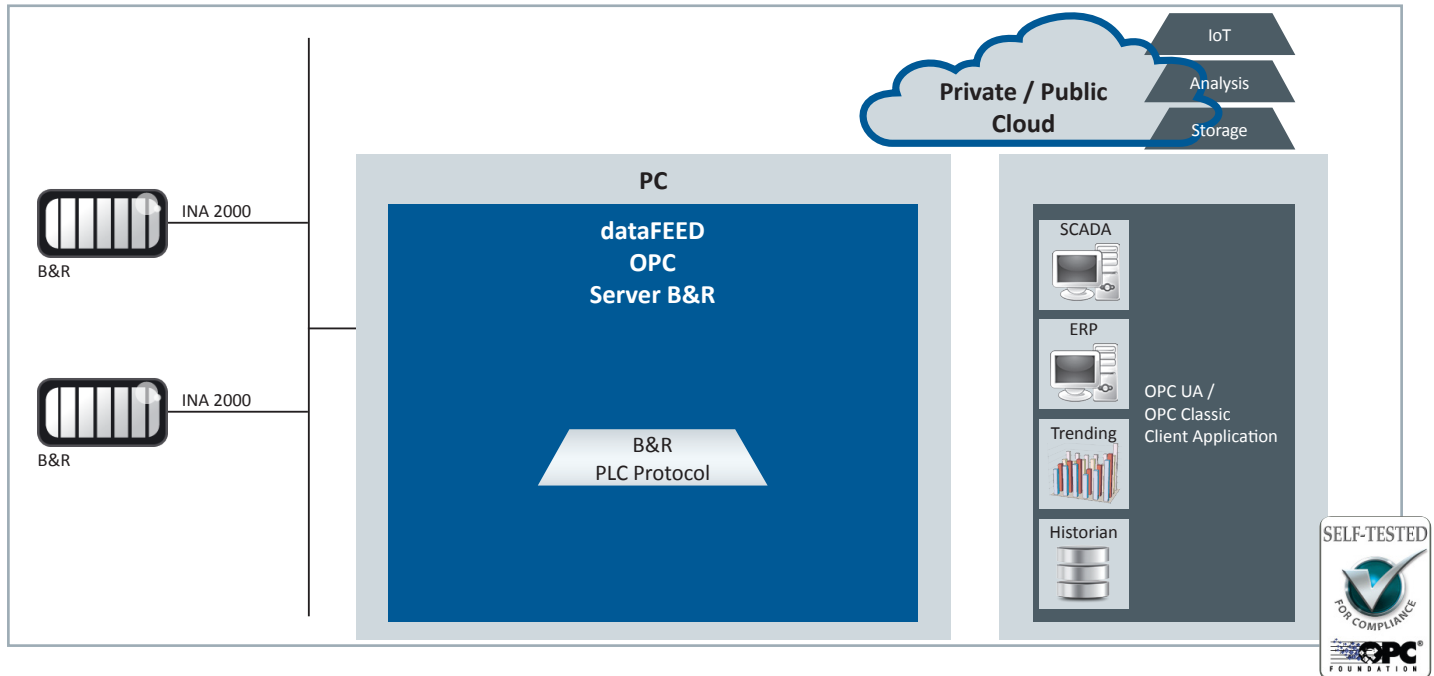 IoT
Analysis
Storage
Private / Public
Cloud
PC
dataFEED
OPC
Server B&R
B&R
PLC Protocol
INA 2000
B&R
INA 2000
B&R
SCADA
ERP
Trending
Historian
OPC UA /
OPC Classic
Client Application
SELF-TESTED
FOR COMPLIANCE
OPC®
FOUNDATION